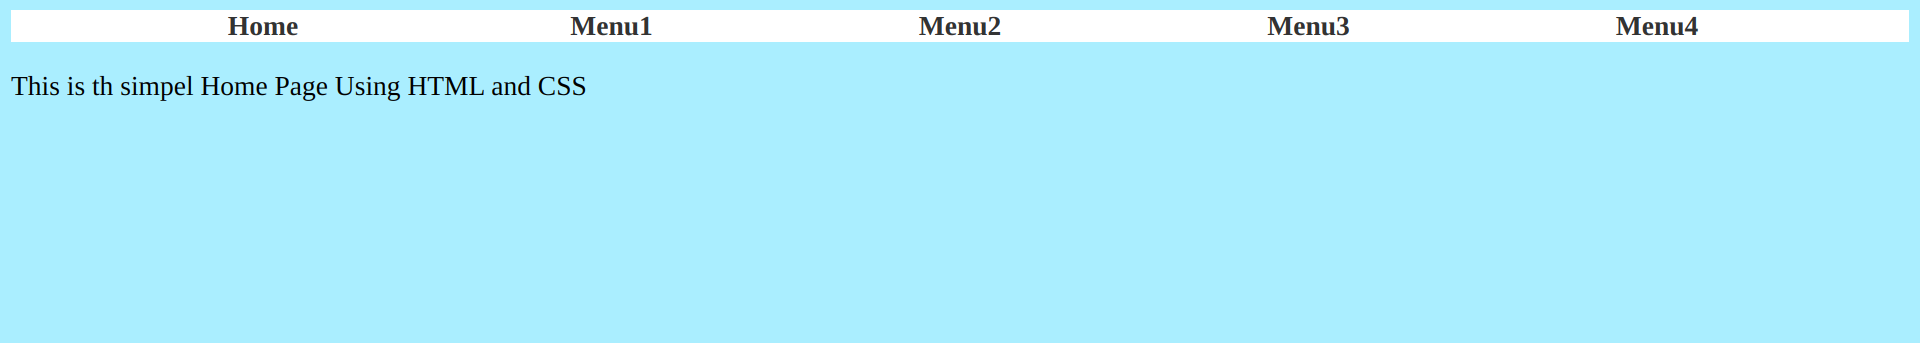 Home Menu1 Menu2 Menu3 Menu4
This is th simpel Home Page Using HTML and CSS